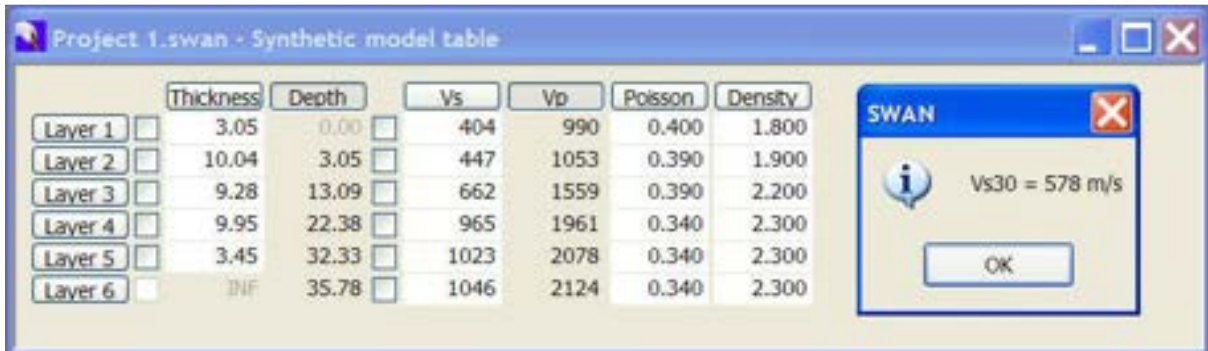 Project 1.swan - Synthetic model table
Thickness Depth Vs Vp Poisson Density
Layer 1 3.05 0.00 404 990 0.400 1.800
Layer 2 10.04 3.05 447 1053 0.390 1.900
Layer 3 9.28 13.09 662 1559 0.390 2.200
Layer 4 9.95 22.38 965 1961 0.340 2.300
Layer 5 3.45 32.33 1023 2078 0.340 2.300
Layer 6 INF 35.78 1046 2124 0.340 2.300
SWAN
Vs30 = 578 m/s
OK